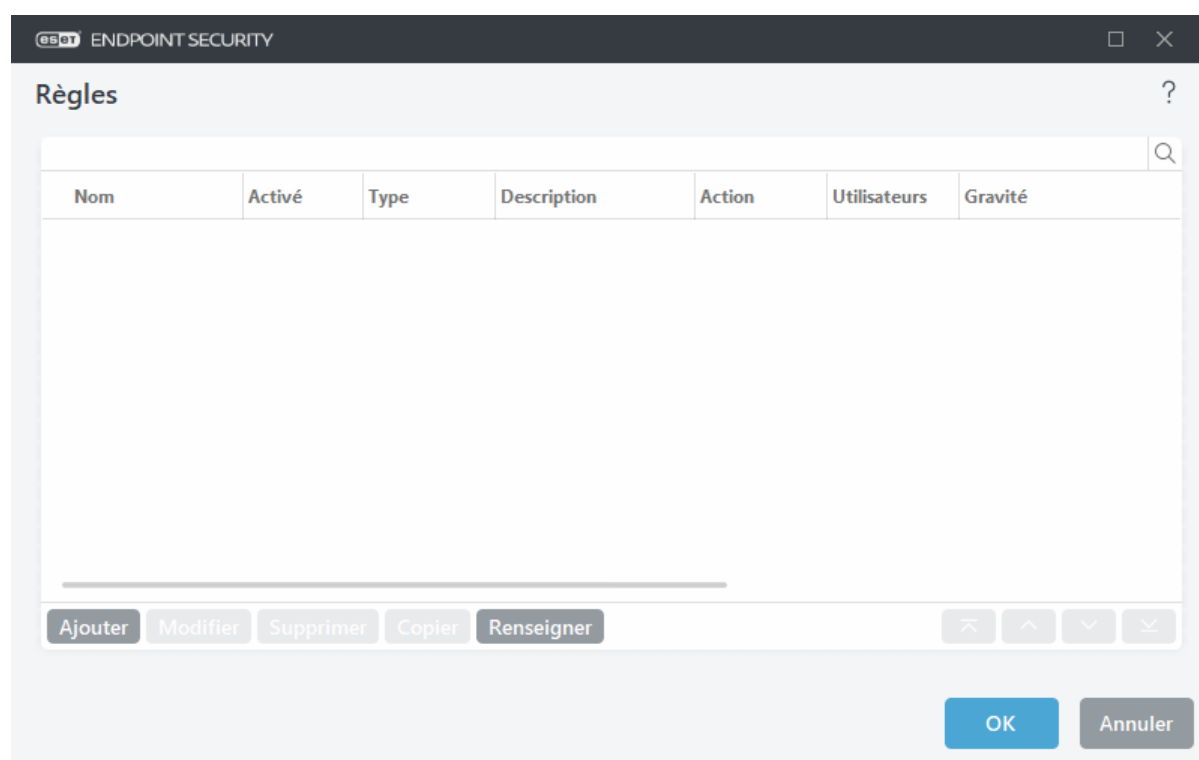 eset ENDPOINT SECURITY
Règles
?
Nom Activé Type Description Action Utilisateurs Gravité
Ajouter Modifier Supprimer Copier Renseigner
OK Annuler